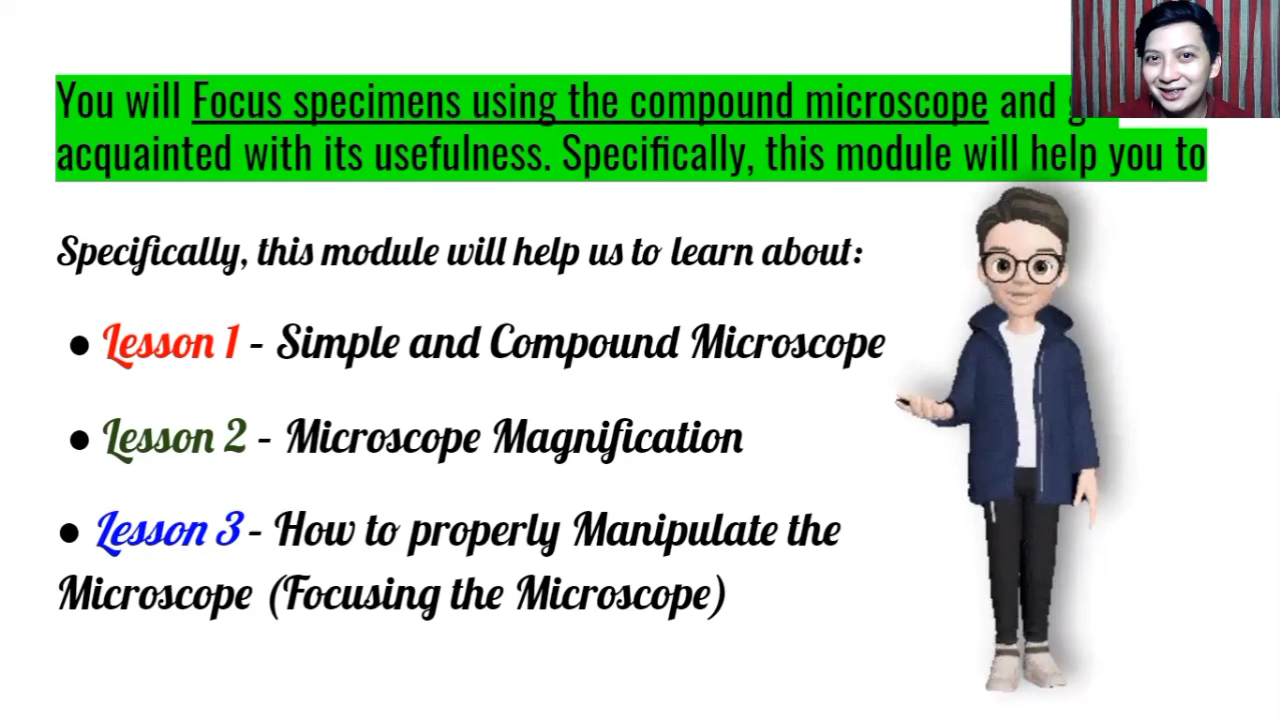 You will Focus specimens using the compound microscope and
acquainted with its usefulness. Specifically, this module will help you to
Specifically, this module will help us to learn about:
● Lesson 1 – Simple and Compound Microscope
● Lesson 2 – Microscope Magnification
● Lesson 3 – How to properly Manipulate the
Microscope (Focusing the Microscope)